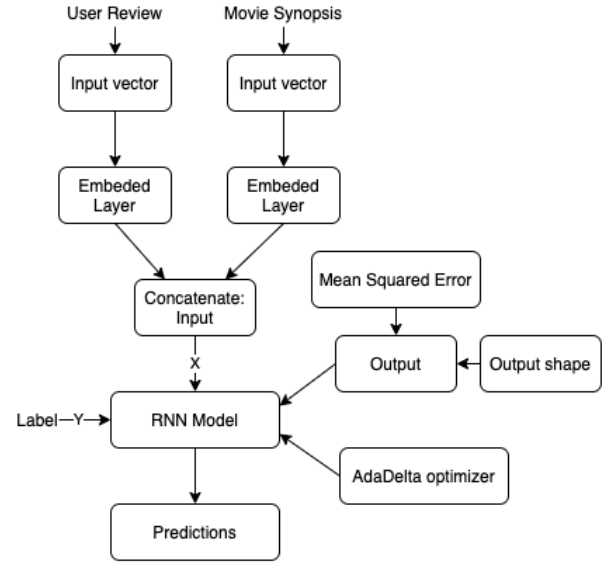 User Review
Movie Synopsis
Input vector
Input vector
Embeded
Layer
Embeded
Layer
Mean Squared Error
Concatenate:
Input
Output
Output shape
X
Label
Y
RNN Model
AdaDelta optimizer
Predictions